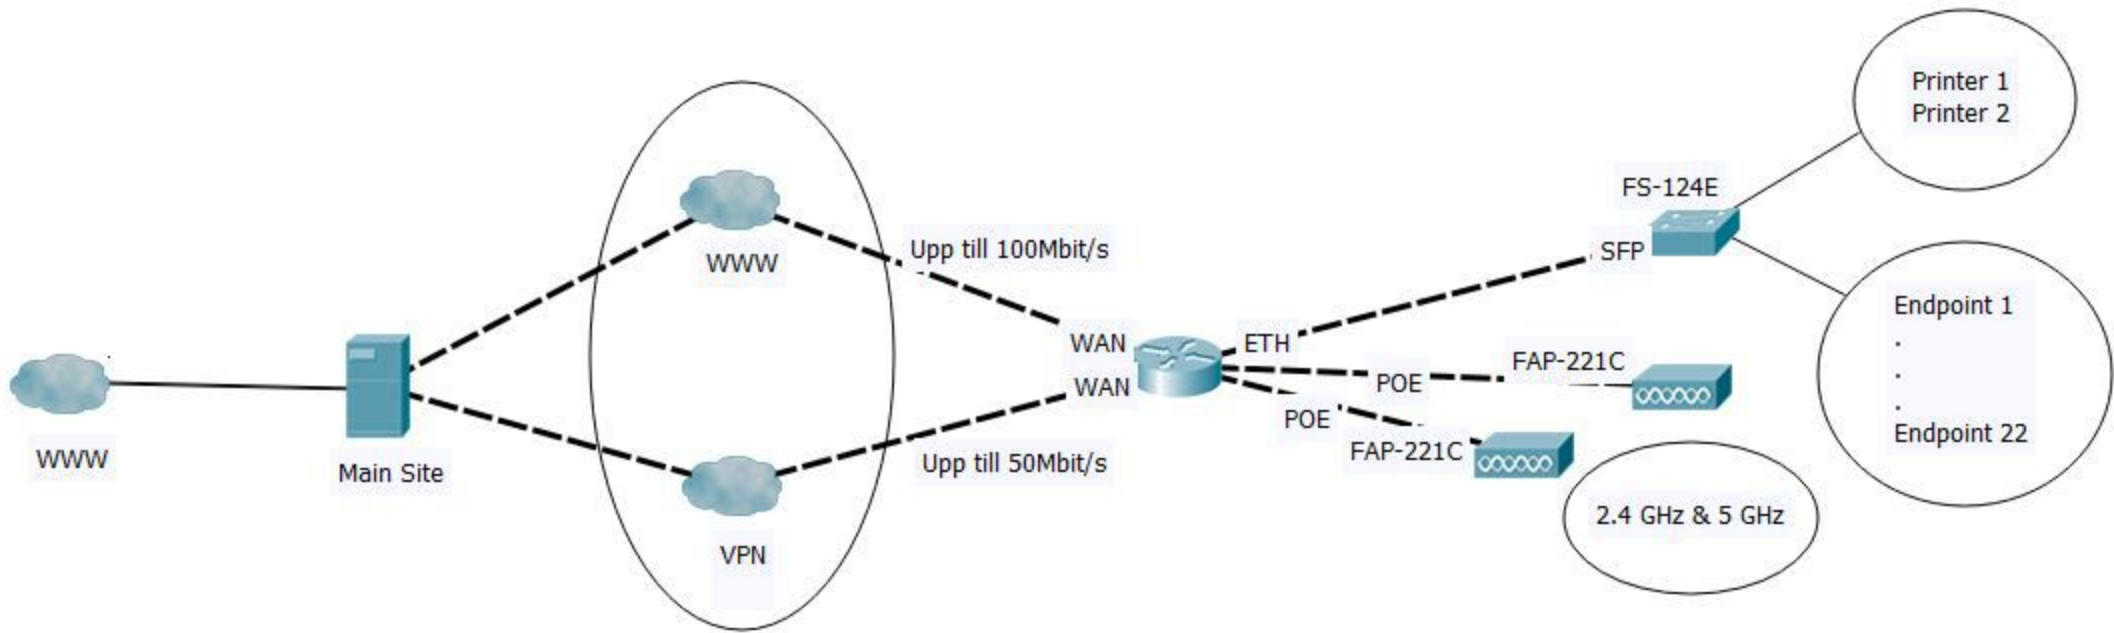 WWW
Main Site
WWW
VPN
Upp till 100Mbit/s
Upp till 50Mbit/s
WAN
WAN
ETH
POE
POE
SFP
FS-124E
FAP-221C
FAP-221C
Printer 1
Printer 2
Endpoint 1
.
.
.
Endpoint 22
2.4 GHz & 5 GHz